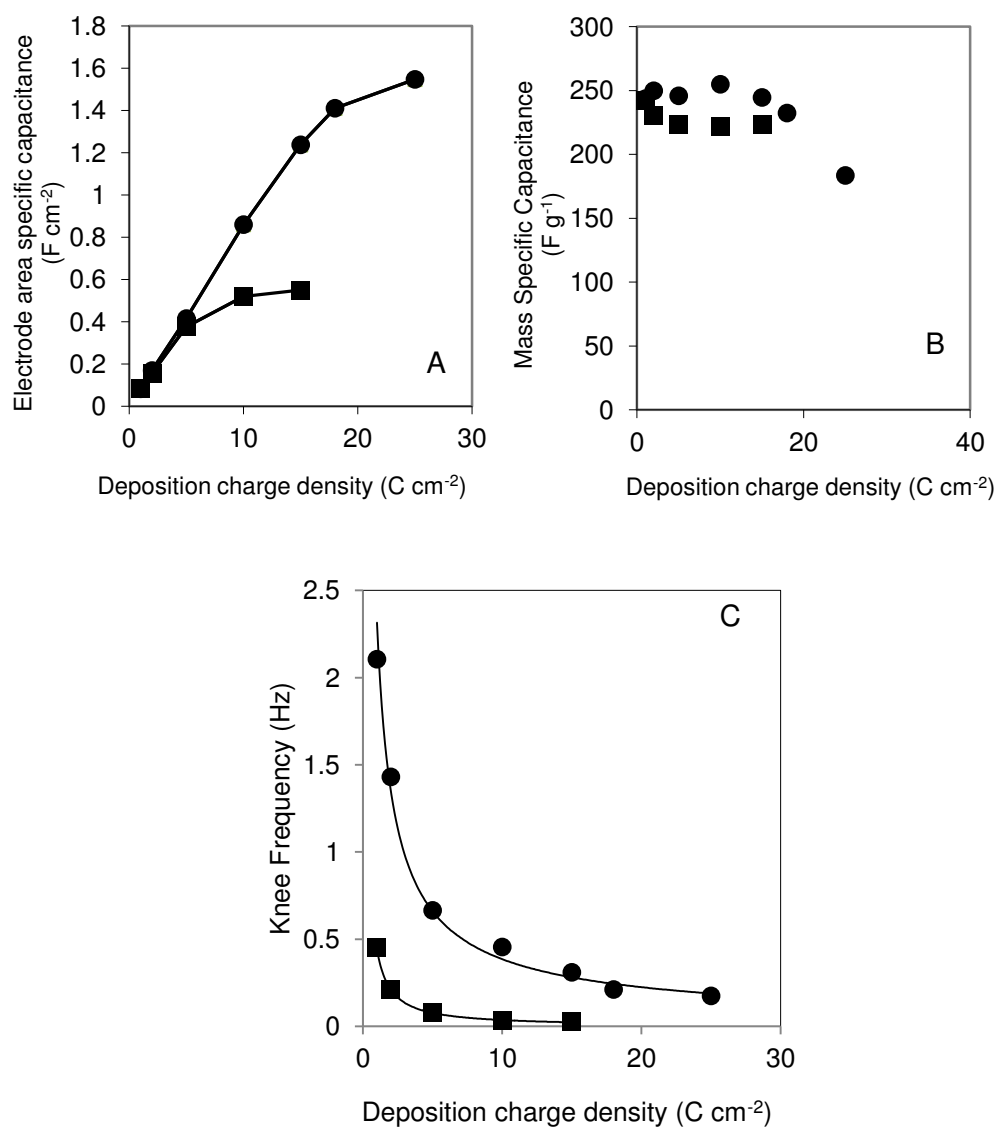 Electrode area specific capacitance
(F cm⁻²)
1.8
1.6
1.4
1.2
1
0.8
0.6
0.4
0.2
0
0 10 20 30
A
Deposition charge density (C cm⁻²)
Mass Specific Capacitance
(F g⁻¹)
300
250
200
150
100
50
0
0 20 40
B
Deposition charge density (C cm⁻²)
Knee Frequency (Hz)
2.5
2
1.5
1
0.5
0
0 10 20 30
C
Deposition charge density (C cm⁻²)